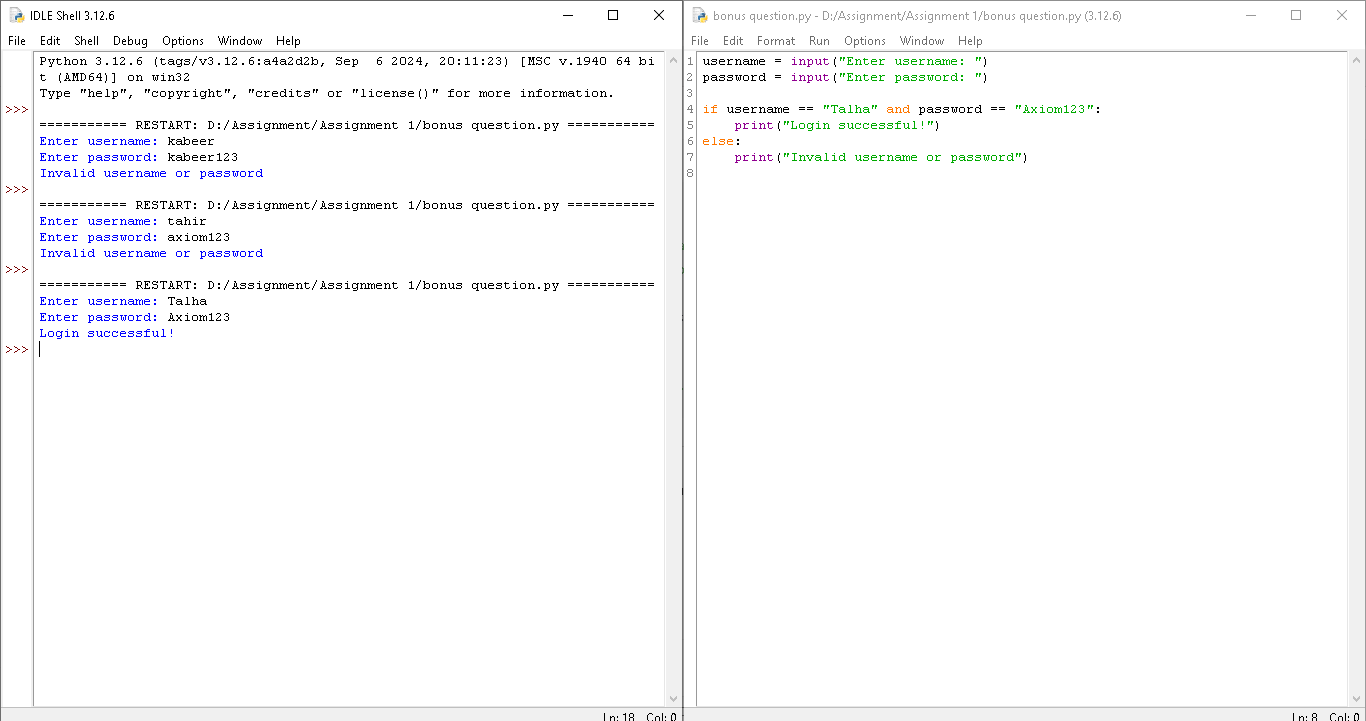 IDLE Shell 3.12.6
File Edit Shell Debug Options Window Help
Python 3.12.6 (tags/v3.12.6:a4a2d2b, Sep  6 2024, 20:11:23) [MSC v.1940 64 bi
t (AMD64)] on win32
Type "help", "copyright", "credits" or "license()" for more information.
>>>
=========== RESTART: D:/Assignment/Assignment 1/bonus question.py ===========
Enter username: kabeer
Enter password: kabeer123
Invalid username or password
>>>
=========== RESTART: D:/Assignment/Assignment 1/bonus question.py ===========
Enter username: tahir
Enter password: axiom123
Invalid username or password
>>>
=========== RESTART: D:/Assignment/Assignment 1/bonus question.py ===========
Enter username: Talha
Enter password: Axiom123
Login successful!
>>>
Ln: 18 Col: 0
bonus question.py - D:/Assignment/Assignment 1/bonus question.py (3.12.6)
File Edit Format Run Options Window Help
1 username = input("Enter username: ")
2 password = input("Enter password: ")
3
4 if username == "Talha" and password == "Axiom123":
5     print("Login successful!")
6 else:
7     print("Invalid username or password")
8
Ln: 8 Col: 0